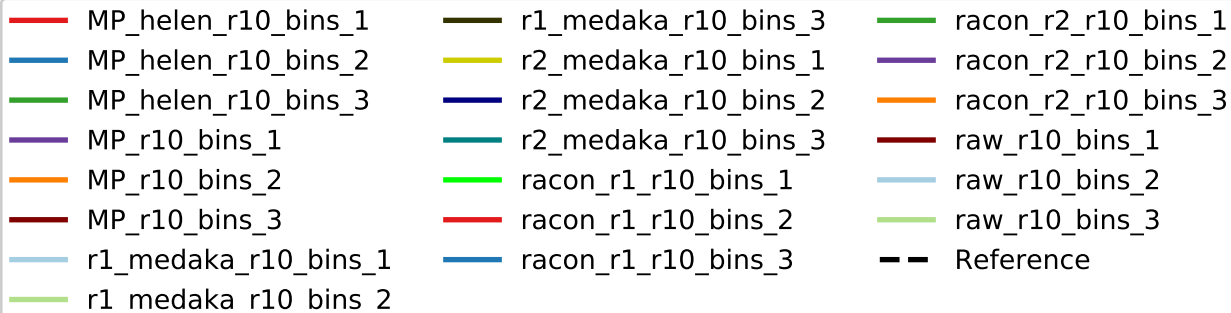 MP_helen_r10_bins_1
MP_helen_r10_bins_2
MP_helen_r10_bins_3
MP_r10_bins_1
MP_r10_bins_2
MP_r10_bins_3
r1_medaka_r10_bins_1
r1_medaka_r10_bins_2
r1_medaka_r10_bins_3
r2_medaka_r10_bins_1
r2_medaka_r10_bins_2
r2_medaka_r10_bins_3
racon_r1_r10_bins_1
racon_r1_r10_bins_2
racon_r1_r10_bins_3
racon_r2_r10_bins_1
racon_r2_r10_bins_2
racon_r2_r10_bins_3
raw_r10_bins_1
raw_r10_bins_2
raw_r10_bins_3
Reference